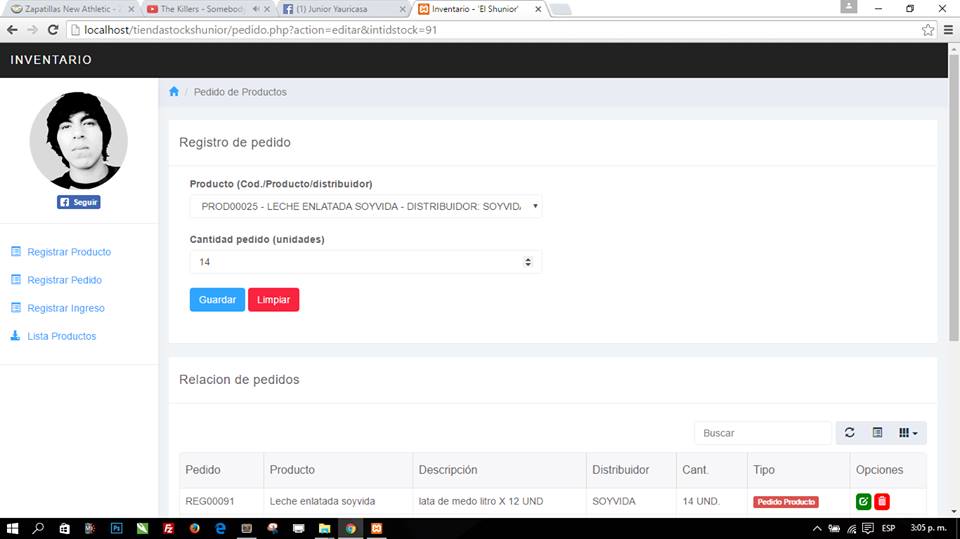 Zapatillas New Athletic - Z
The Killers - Somebody
(1) Junior Yauricasa
Inventario - 'El Shunior'
localhost/tiendastockshunior/pedido.php?action=editar&intidstock=91
INVENTARIO
/ Pedido de Productos
Seguir
Registrar Producto
Registrar Pedido
Registrar Ingreso
Lista Productos
Registro de pedido
Producto (Cod./Producto/distribuidor)
PROD00025 - LECHE ENLATADA SOYVIDA - DISTRIBUIDOR: SOYVIDA
Cantidad pedido (unidades)
14
Guardar Limpiar
Relacion de pedidos
Buscar
Pedido Producto Descripción Distribuidor Cant. Tipo Opciones
REG00091 Leche enlatada soyvida lata de medo litro X 12 UND SOYVIDA 14 UND. Pedido Producto
ESP 3:05 p. m.